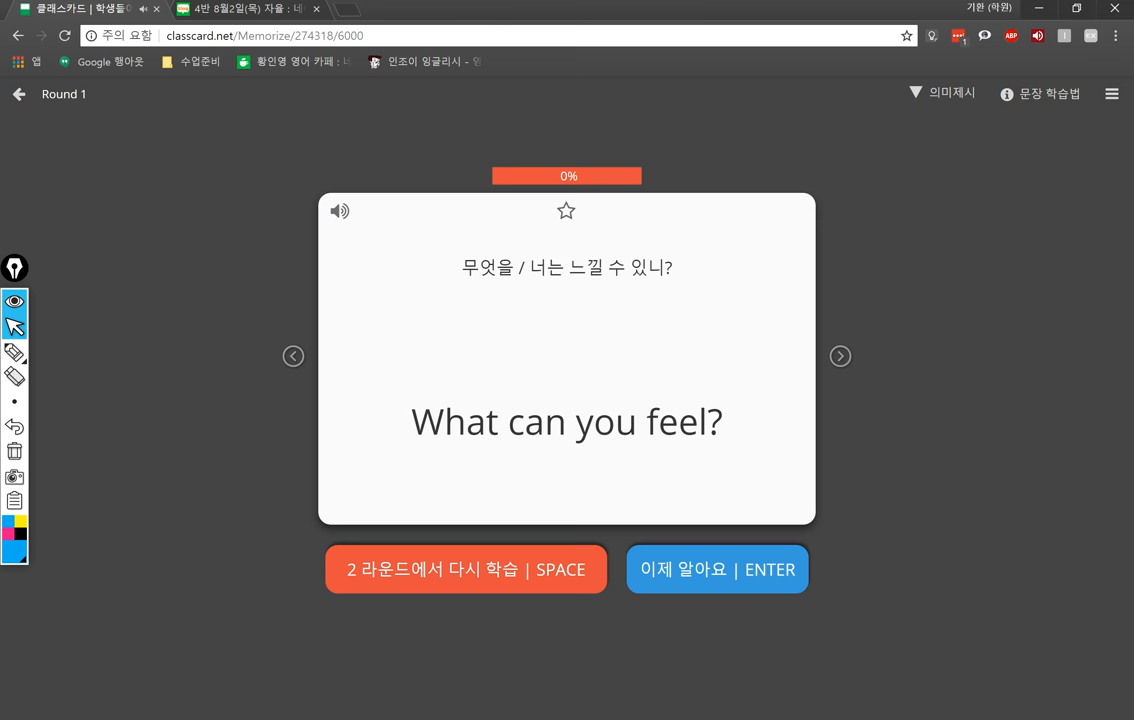 클래스카드 | 학생들이
4반 8월2일(목) 자율 : 네
기환 (학원)
주의 요함
classcard.net/Memorize/274318/6000
1
ABP
앱
Google 행아웃
수업준비
황인영 영어 카페 : 네
인조이 잉글리시 - 영
Round 1
의미제시
문장 학습법
0%
무엇을 / 너는 느낄 수 있니?
What can you feel?
2 라운드에서 다시 학습 | SPACE
이제 알아요 | ENTER